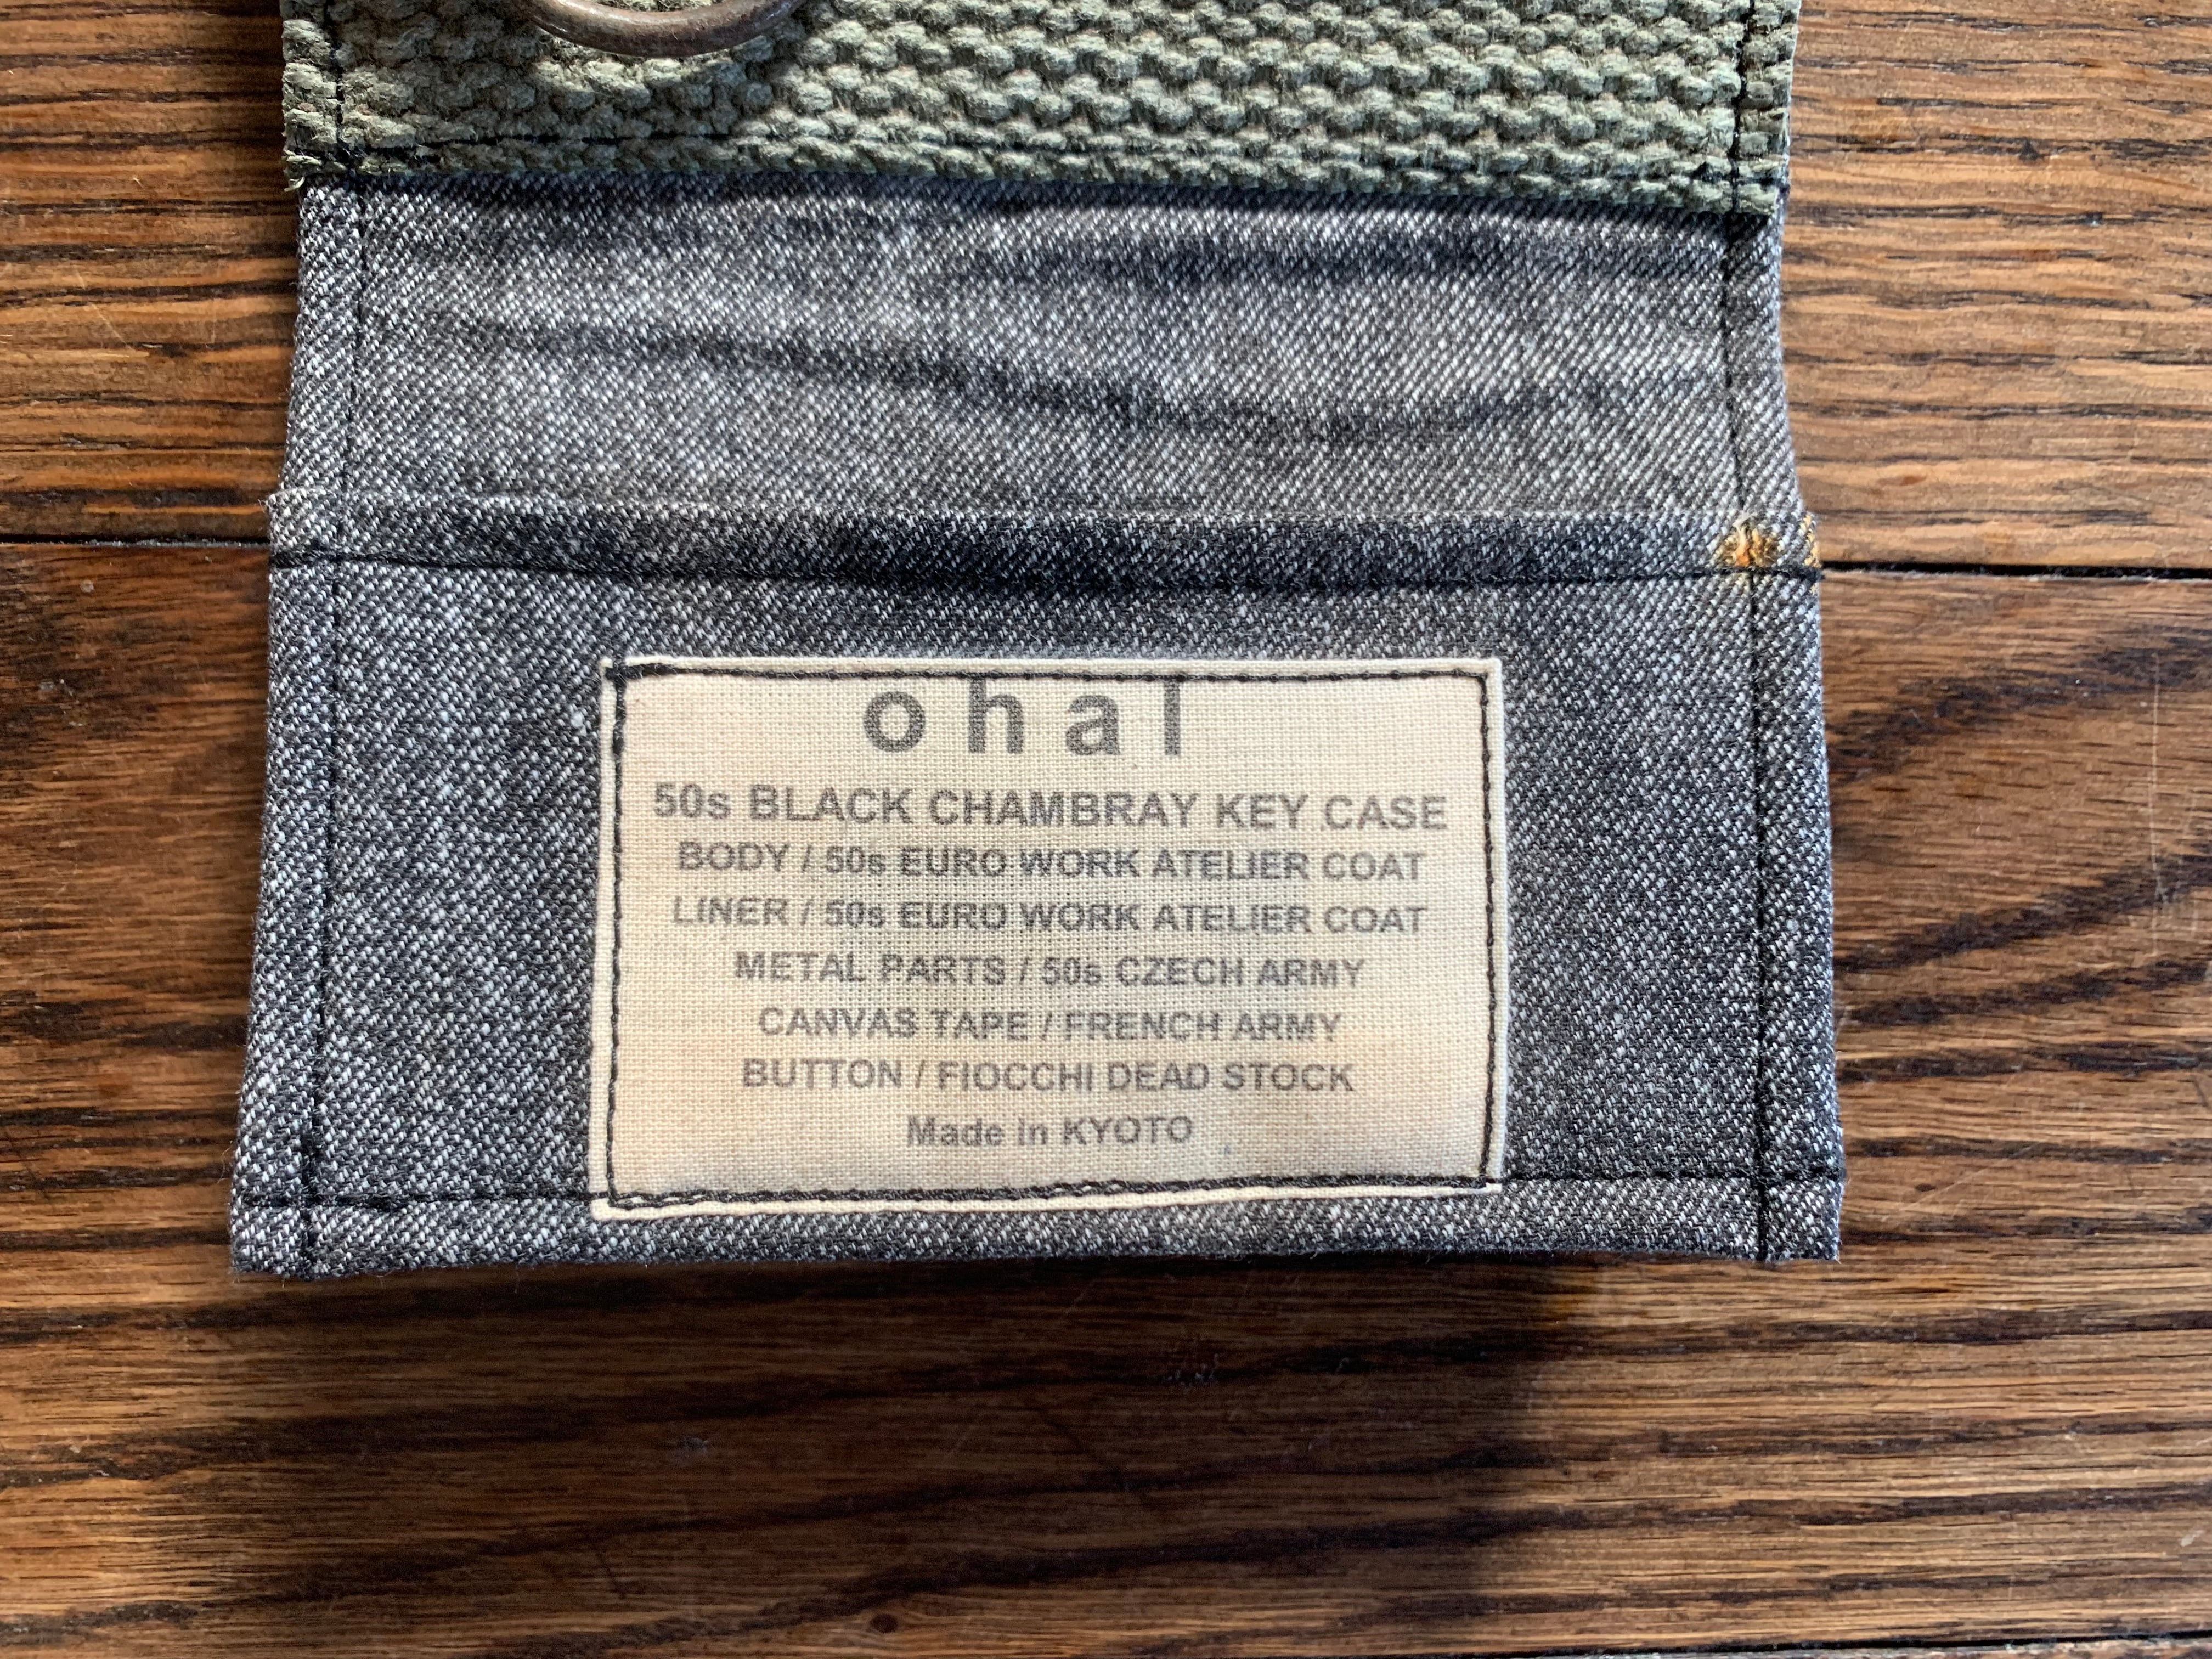 ohal
50s BLACK CHAMBRAY KEY CASE
BODY / 50s EURO WORK ATELIER COAT
LINER / 50s EURO WORK ATELIER COAT
METAL PARTS / 50s CZECH ARMY
CANVAS TAPE / FRENCH ARMY
BUTTON / FIOCCHI DEAD STOCK
Made in KYOTO